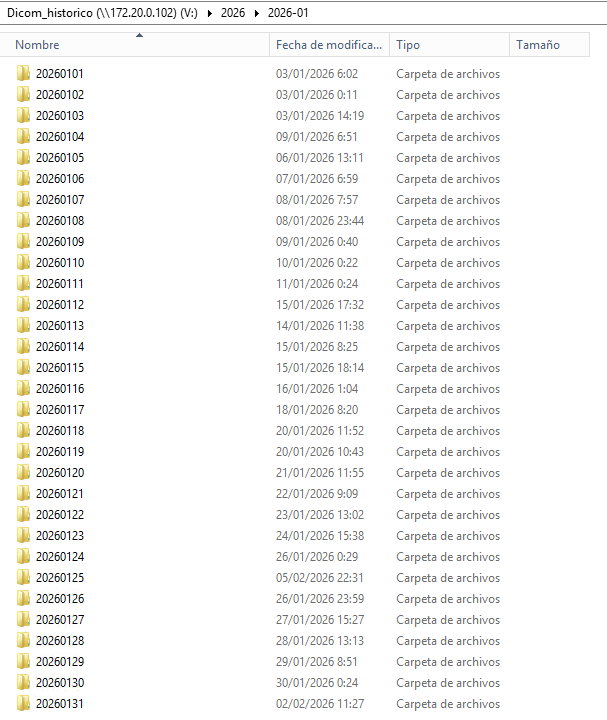 Dicom_historico (\\172.20.0.102) (V:) 2026 2026-01
Nombre Fecha de modifica... Tipo Tamaño
20260101 03/01/2026 6:02 Carpeta de archivos
20260102 03/01/2026 0:11 Carpeta de archivos
20260103 03/01/2026 14:19 Carpeta de archivos
20260104 09/01/2026 6:51 Carpeta de archivos
20260105 06/01/2026 13:11 Carpeta de archivos
20260106 07/01/2026 6:59 Carpeta de archivos
20260107 08/01/2026 7:57 Carpeta de archivos
20260108 08/01/2026 23:44 Carpeta de archivos
20260109 09/01/2026 0:40 Carpeta de archivos
20260110 10/01/2026 0:22 Carpeta de archivos
20260111 11/01/2026 0:24 Carpeta de archivos
20260112 15/01/2026 17:32 Carpeta de archivos
20260113 14/01/2026 11:38 Carpeta de archivos
20260114 15/01/2026 8:25 Carpeta de archivos
20260115 15/01/2026 18:14 Carpeta de archivos
20260116 16/01/2026 1:04 Carpeta de archivos
20260117 18/01/2026 8:20 Carpeta de archivos
20260118 20/01/2026 11:52 Carpeta de archivos
20260119 20/01/2026 10:43 Carpeta de archivos
20260120 21/01/2026 11:55 Carpeta de archivos
20260121 22/01/2026 9:09 Carpeta de archivos
20260122 23/01/2026 13:02 Carpeta de archivos
20260123 24/01/2026 15:38 Carpeta de archivos
20260124 26/01/2026 0:29 Carpeta de archivos
20260125 05/02/2026 22:31 Carpeta de archivos
20260126 26/01/2026 23:59 Carpeta de archivos
20260127 27/01/2026 15:27 Carpeta de archivos
20260128 28/01/2026 13:13 Carpeta de archivos
20260129 29/01/2026 8:51 Carpeta de archivos
20260130 30/01/2026 0:24 Carpeta de archivos
20260131 02/02/2026 11:27 Carpeta de archivos